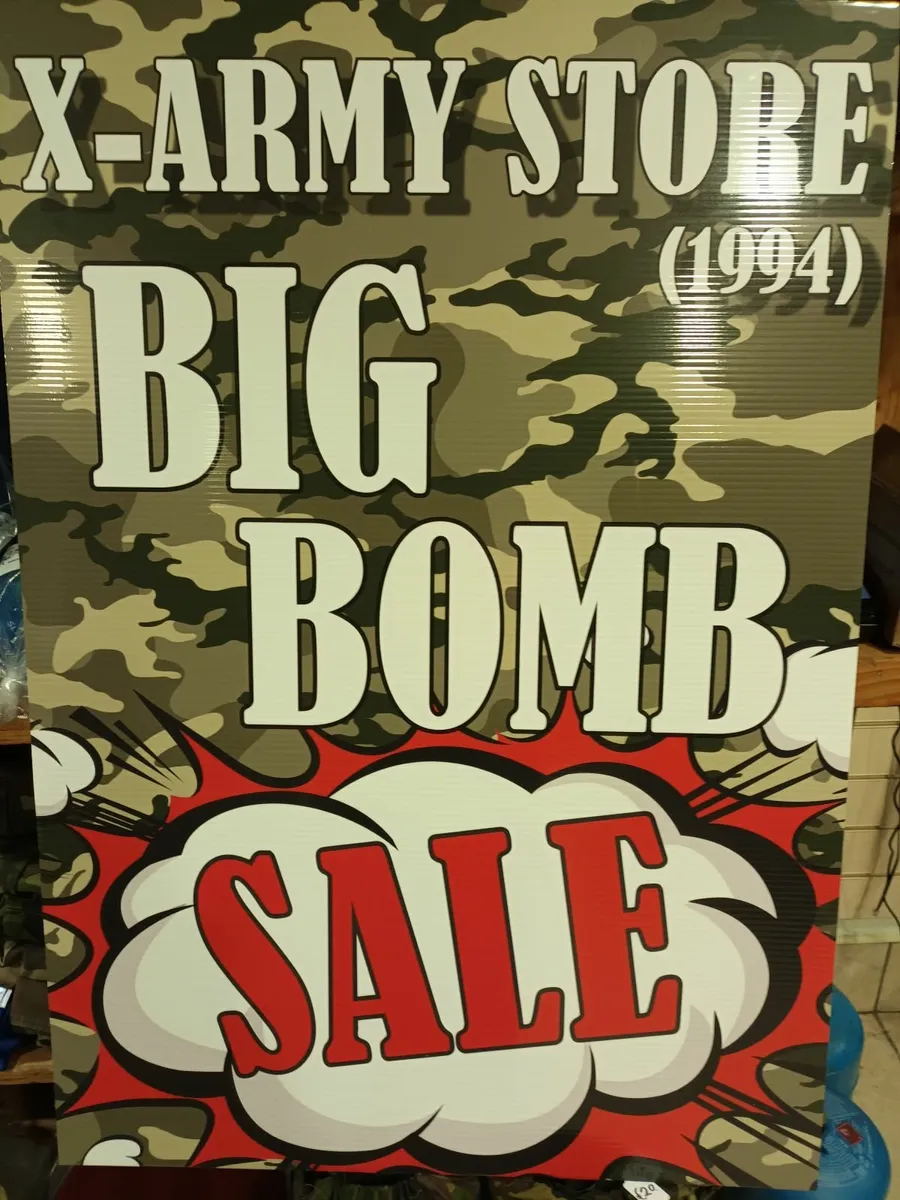 X-ARMY STORE
(1994)
BIG
BOMB
SALE